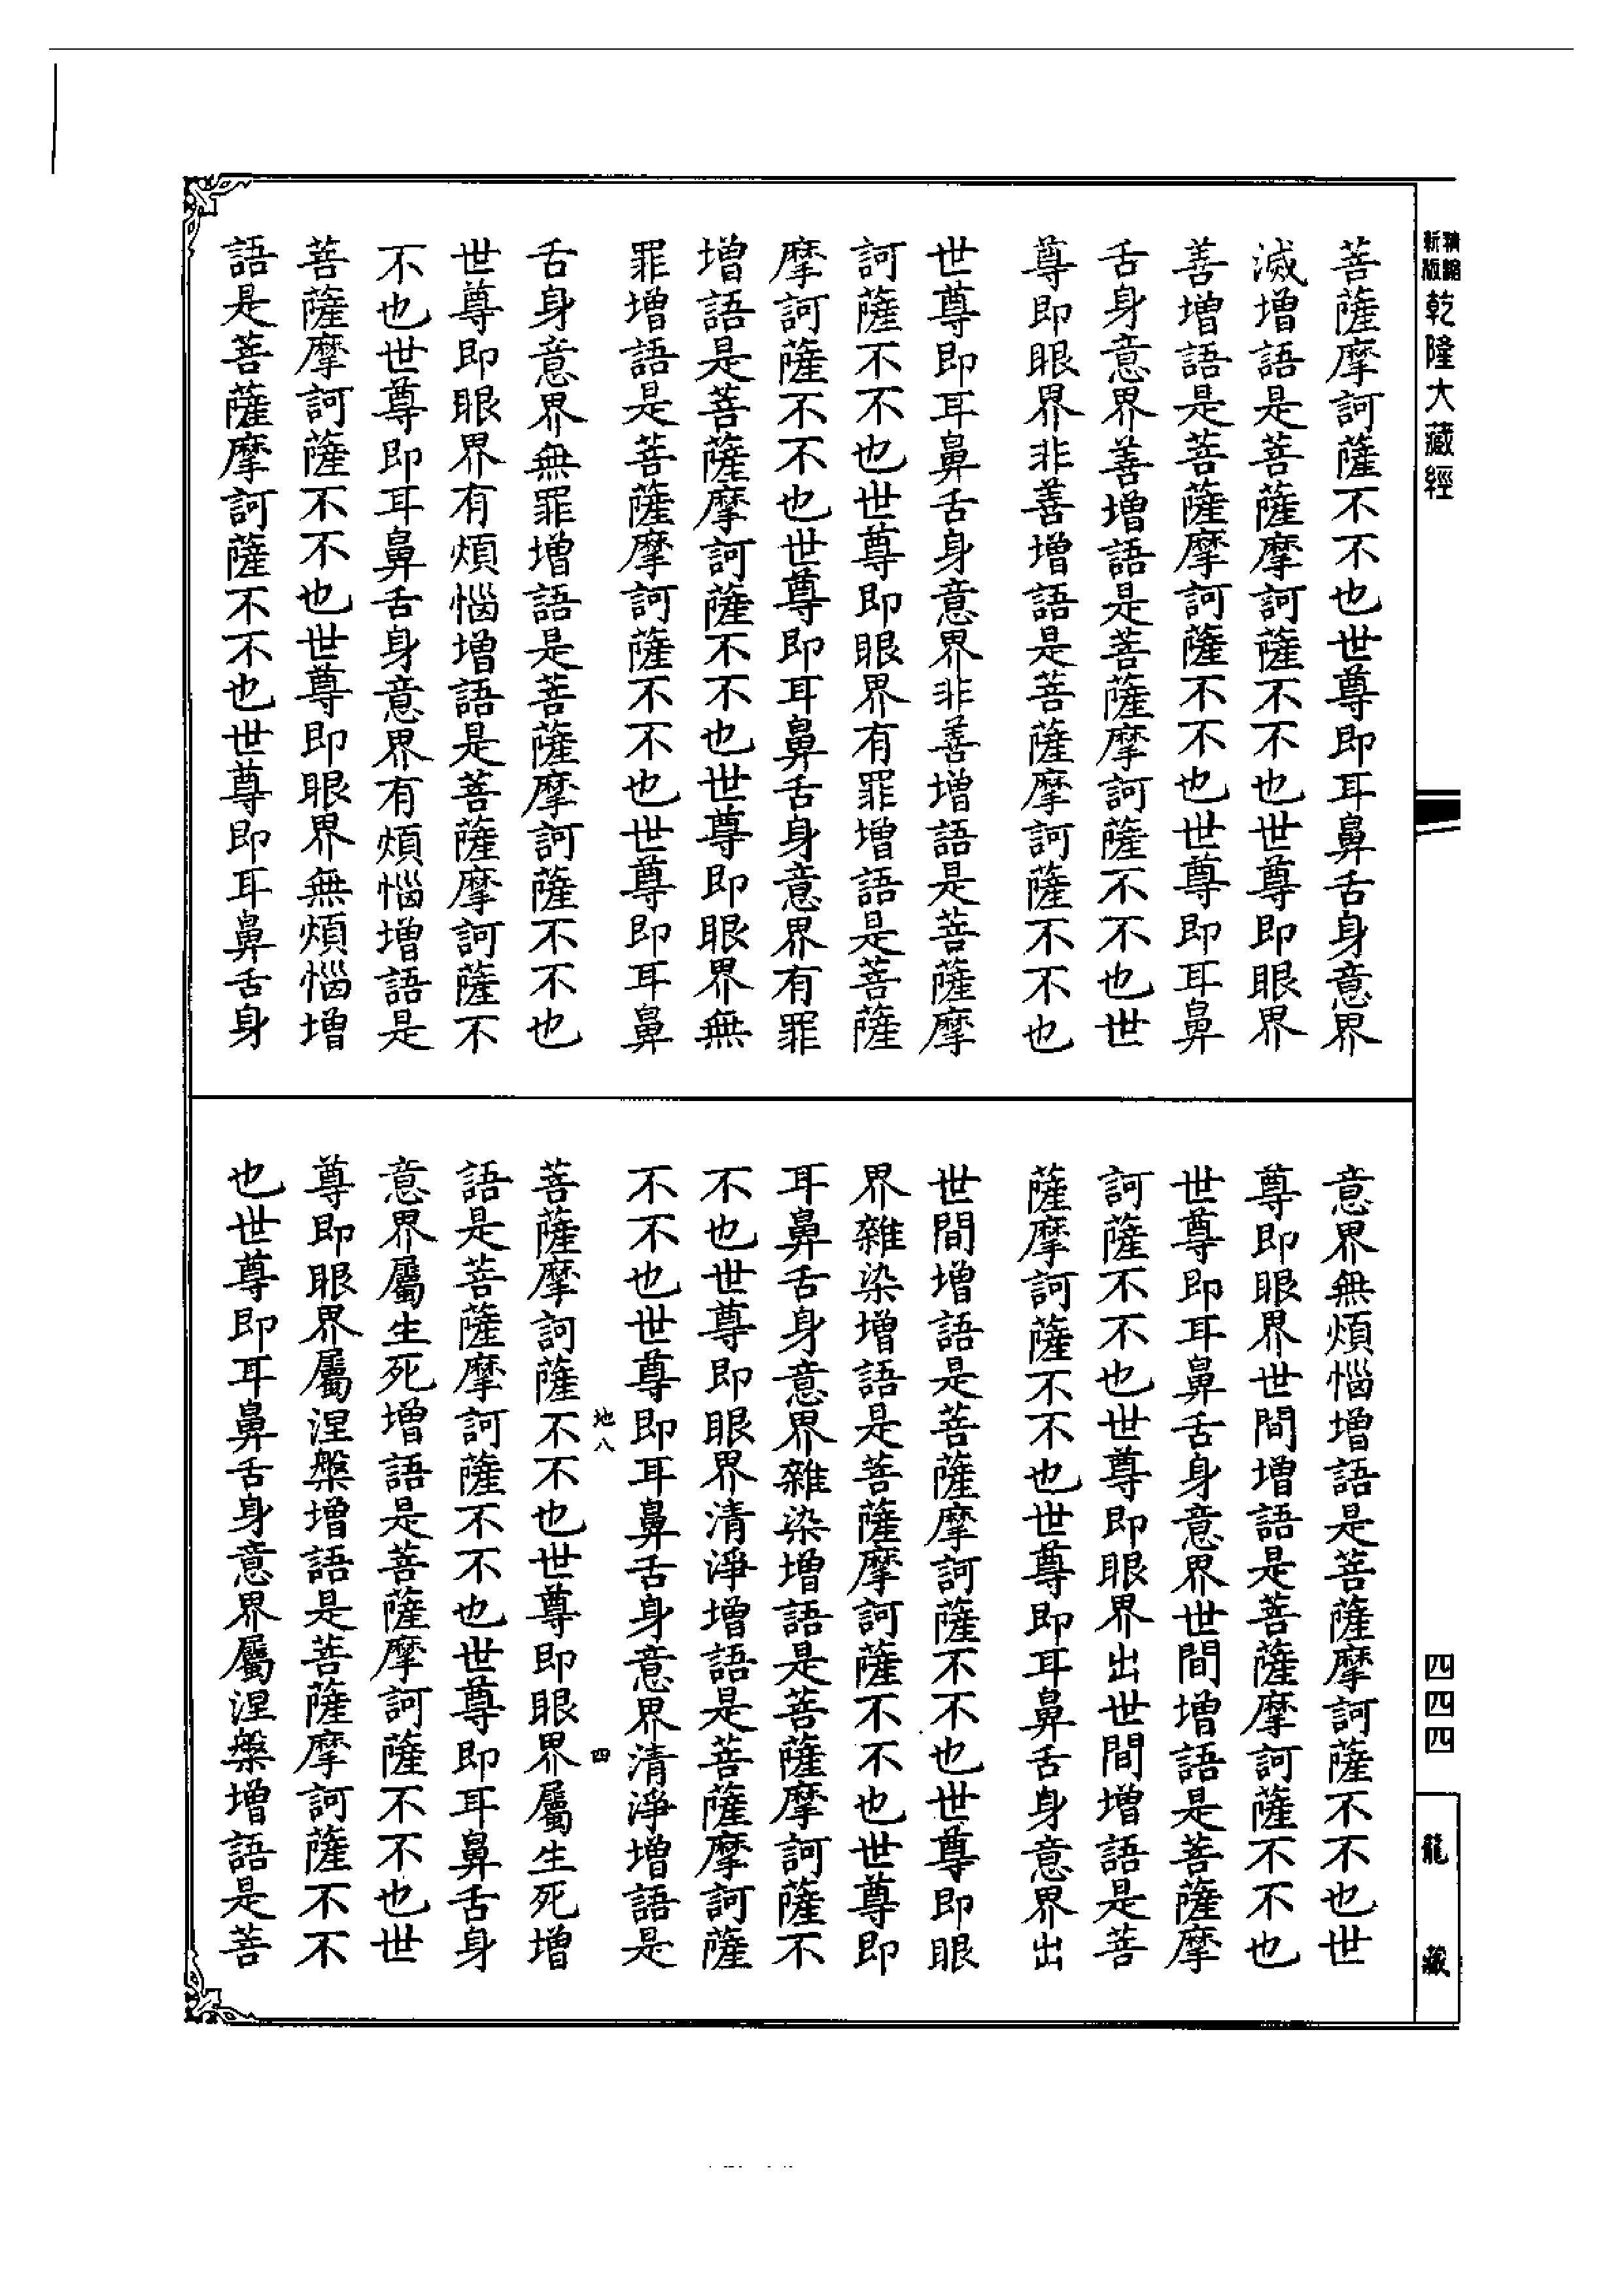 新版
精縮
乾隆大藏經
菩薩摩訶薩不不也世尊即耳鼻舌身意界
滅增語是菩薩摩訶薩不不也世尊即眼界
善增語是菩薩摩訶薩不不也世尊即耳鼻
舌身意界善增語是菩薩摩訶薩不不也世
尊即眼界非善增語是菩薩摩訶薩不不也
世尊即耳鼻舌身意界非善增語是菩薩摩
訶薩不不也世尊即眼界有罪增語是菩薩
摩訶薩不不也世尊即耳鼻舌身意界有罪
增語是菩薩摩訶薩不不也世尊即眼界無
罪增語是菩薩摩訶薩不不也世尊即耳鼻
舌身意界無罪增語是菩薩摩訶薩不不也
世尊即眼界有煩惱增語是菩薩摩訶薩不
不也世尊即耳鼻舌身意界有煩惱增語是
菩薩摩訶薩不不也世尊即眼界無煩惱增
語是菩薩摩訶薩不不也世尊即耳鼻舌身
意界無煩惱增語是菩薩摩訶薩不不也世
尊即眼界世間增語是菩薩摩訶薩不不也
世尊即耳鼻舌身意界世間增語是菩薩摩
訶薩不不也世尊即眼界出世間增語是菩
薩摩訶薩不不也世尊即耳鼻舌身意界出
世間增語是菩薩摩訶薩不不也世尊即眼
界雜染增語是菩薩摩訶薩不不也世尊即
耳鼻舌身意界雜染增語是菩薩摩訶薩不
不也世尊即眼界清淨增語是菩薩摩訶薩
不不也世尊即耳鼻舌身意界清淨增語是
地八
四
菩薩摩訶薩不不也世尊即眼界屬生死增
語是菩薩摩訶薩不不也世尊即耳鼻舌身
意界屬生死增語是菩薩摩訶薩不不也世
尊即眼界屬涅槃增語是菩薩摩訶薩不不
也世尊即耳鼻舌身意界屬涅槃增語是菩
四四四
龍藏